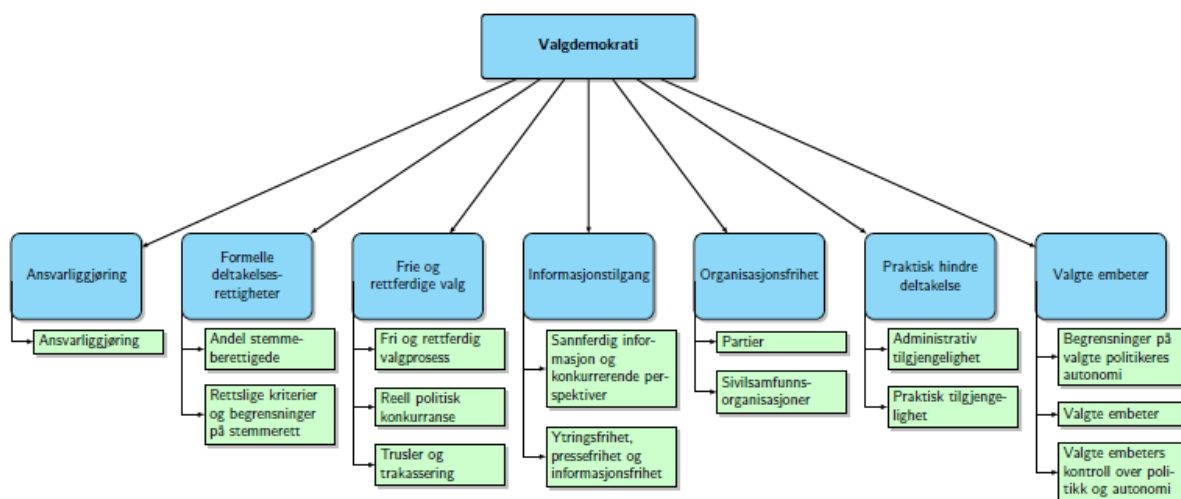 Valgdemokrati
Ansvarliggjøring
Formelle
deltakelses-
rettigheter
Frie og
rettferdige valg
Informasjonstilgang
Organisasjonsfrihet
Praktisk hindre
deltakelse
Valgte embeter
Ansvarliggjøring
Andel stemme-
berettigede
Rettslige kriterier
og begrensninger
på stemmerett
Fri og rettferdig
valgprosess
Reell politisk
konkurranse
Trusler og
trakassering
Sannferdig infor-
masjon og
konkurrerende per-
spektiver
Ytringsfrihet,
pressefrihet og
informasjonsfrihet
Partier
Sivilsamfunns-
organisasjoner
Administrativ
tilgjengelighet
Praktisk tilgjenge-
lighet
Begrensninger på
valgte politikeres
autonomi
Valgte embeter
Valgte embeters
kontroll over poli-
tikk og autonomi